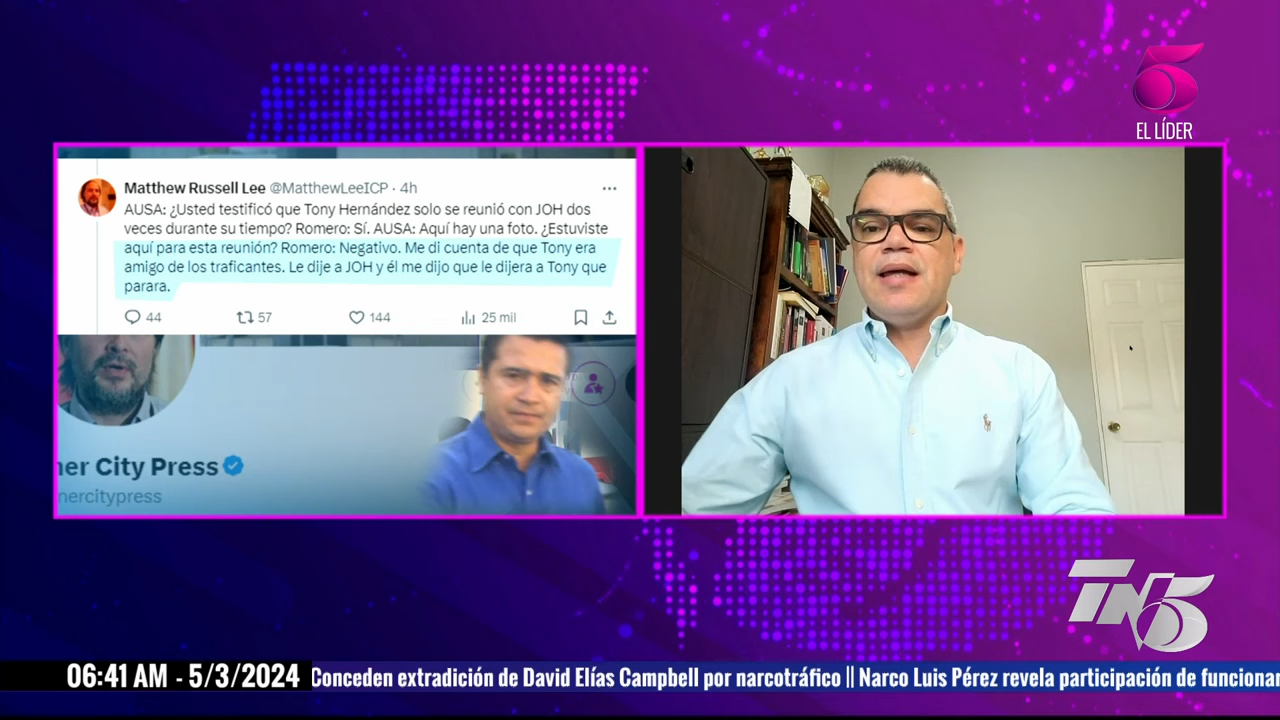 5
EL LÍDER
Matthew Russell Lee @MatthewLeeICP · 4h
AUSA: ¿Usted testificó que Tony Hernández solo se reunió con JOH dos
veces durante su tiempo? Romero: Sí. AUSA: Aquí hay una foto. ¿Estuviste
aquí para esta reunión? Romero: Negativo. Me di cuenta de que Tony era
amigo de los traficantes. Le dije a JOH y él me dijo que le dijera a Tony que
parara.
44 57 144 25 mil
ner City Press
nercitypress
TN5
06:41 AM - 5/3/2024 Conceden extradición de David Elías Campbell por narcotráfico || Narco Luis Pérez revela participación de funcionar